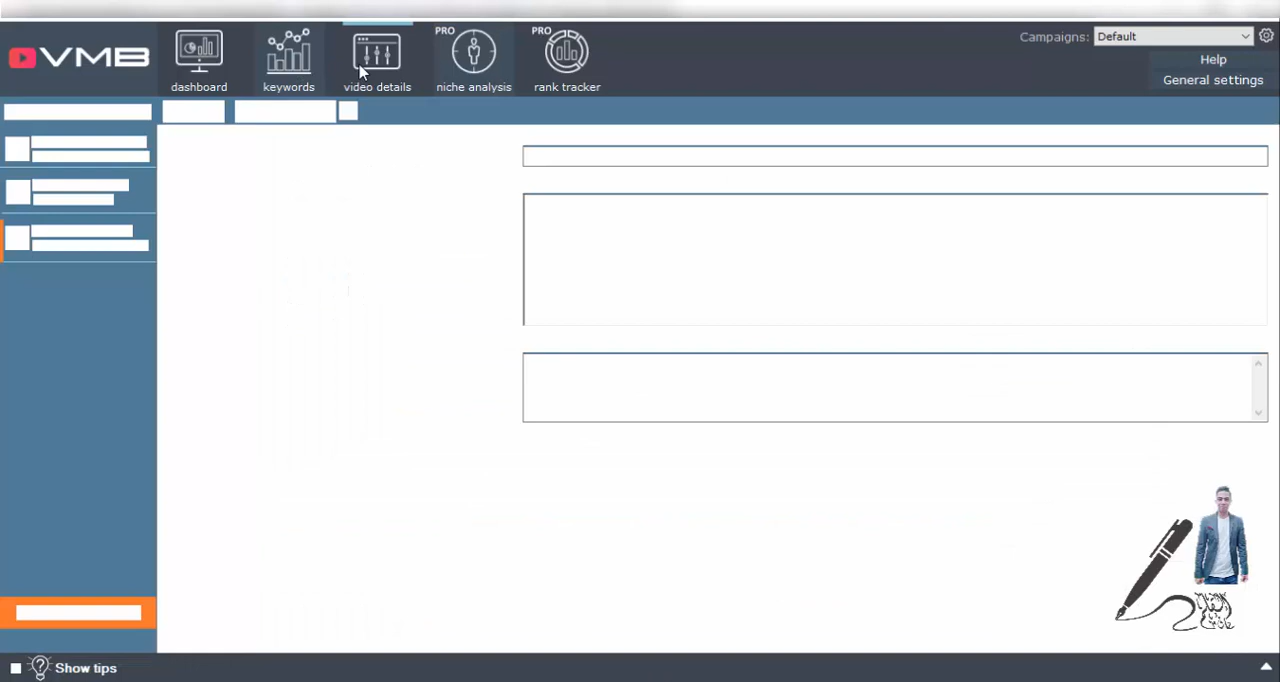 VMB
dashboard
keywords
video details
PRO
niche analysis
PRO
rank tracker
Campaigns:
Default
Help
General settings
Show tips